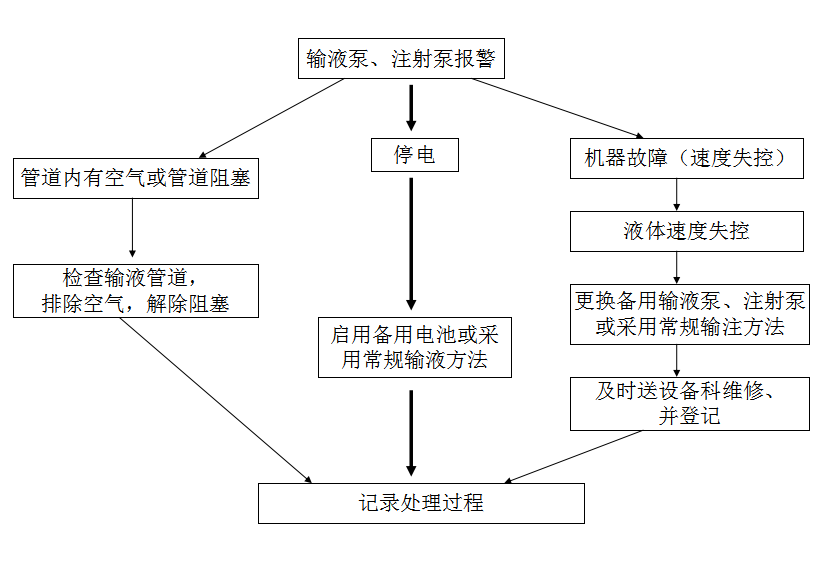 输液泵、注射泵报警
管道内有空气或管道阻塞
检查输液管道，
排除空气，解除阻塞
停电
启用备用电池或采
用常规输液方法
机器故障（速度失控）
液体速度失控
更换备用输液泵、注射泵
或采用常规输注方法
及时送设备科维修、
并登记
记录处理过程